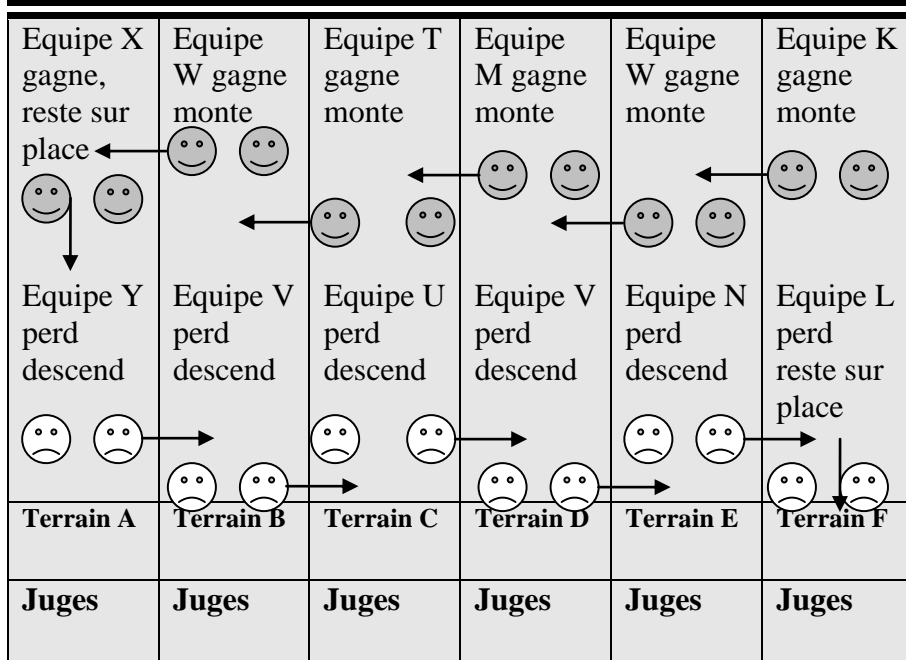 Equipe X
gagne,
reste sur
place
Equipe
W gagne
monte
Equipe T
gagne
monte
Equipe
M gagne
monte
Equipe
W gagne
monte
Equipe K
gagne
monte
Equipe Y
perd
descend
Equipe V
perd
descend
Equipe U
perd
descend
Equipe V
perd
descend
Equipe N
perd
descend
Equipe L
perd
reste sur
place
Terrain A
Terrain B
Terrain C
Terrain D
Terrain E
Terrain F
Juges
Juges
Juges
Juges
Juges
Juges